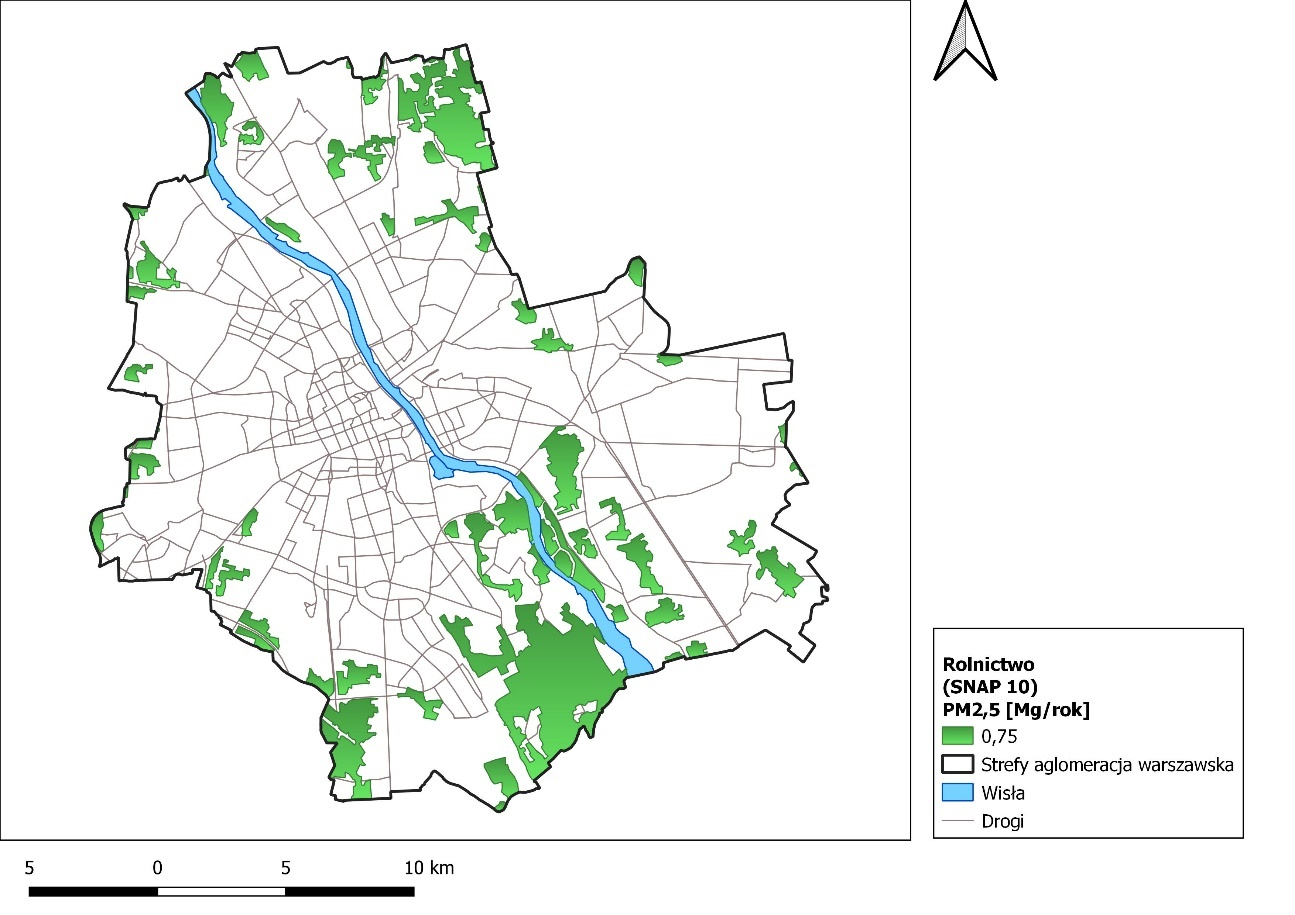 Rolnictwo
(SNAP 10)
PM2,5 [Mg/rok]
0,75
Strefy aglomeracja warszawska
Wisła
Drogi
5 0 5 10 km